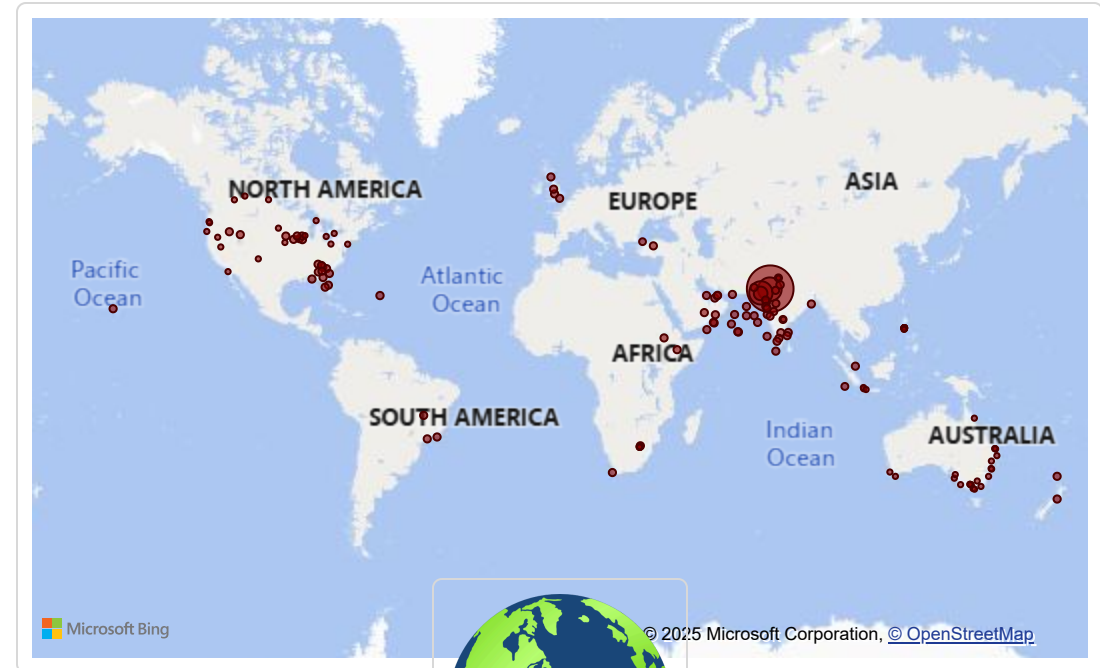 NORTH AMERICA
ASIA
EUROPE
Pacific
Ocean
Atlantic
Ocean
AFRICA
SOUTH AMERICA
Indian
Ocean
AUSTRALIA
Microsoft Bing
© 2025 Microsoft Corporation, © OpenStreetMap